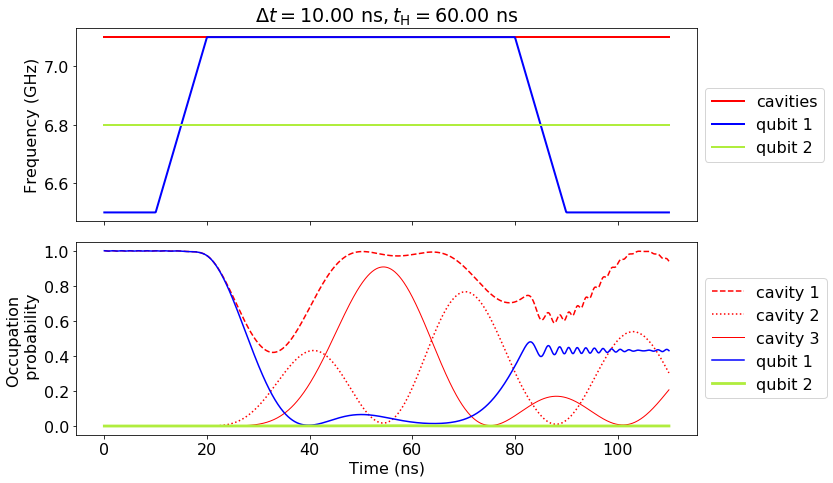 Δt = 10.00 ns, t_H = 60.00 ns
Frequency (GHz)
7.0
6.8
6.6
cavities
qubit 1
qubit 2
Occupation
probability
1.0
0.8
0.6
0.4
0.2
0.0
0 20 40 60 80 100
Time (ns)
cavity 1
cavity 2
cavity 3
qubit 1
qubit 2